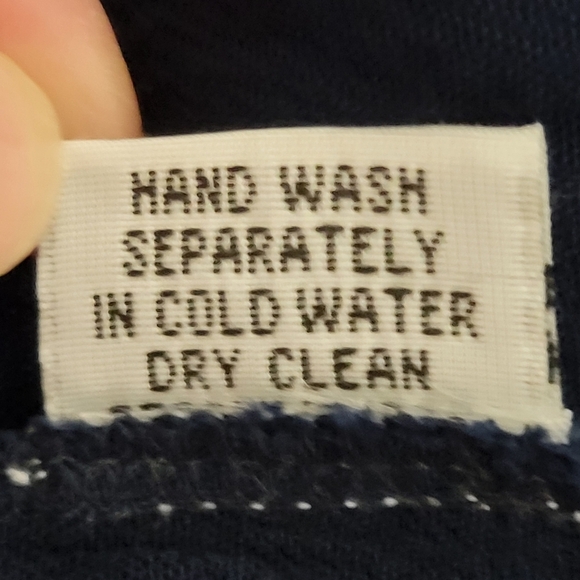 HAND WASH
SEPARATELY
IN COLD WATER
DRY CLEAN